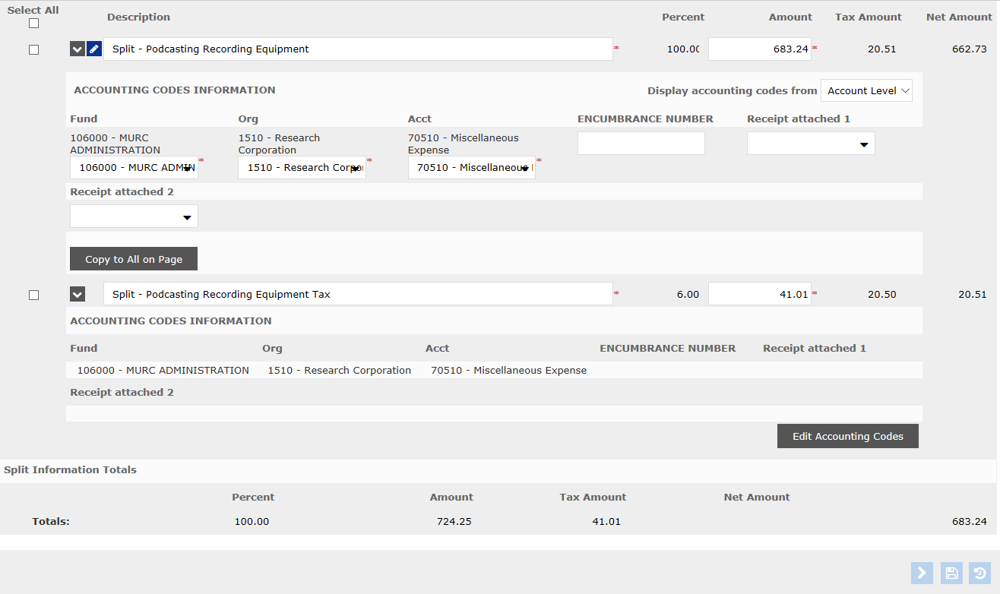 Select All
Description Percent Amount Tax Amount Net Amount
Split - Podcasting Recording Equipment * 100.00 683.24 * 20.51 662.73
ACCOUNTING CODES INFORMATION Display accounting codes from Account Level
Fund Org Acct ENCUMBRANCE NUMBER Receipt attached 1
106000 - MURC 1510 - Research 70510 - Miscellaneous
ADMINISTRATION Corporation Expense
106000 - MURC ADMIN * 1510 - Research Corpo * 70510 - Miscellaneous *
Receipt attached 2
Copy to All on Page
Split - Podcasting Recording Equipment Tax * 6.00 41.01 * 20.50 20.51
ACCOUNTING CODES INFORMATION
Fund Org Acct ENCUMBRANCE NUMBER Receipt attached 1
106000 - MURC ADMINISTRATION 1510 - Research Corporation 70510 - Miscellaneous Expense
Receipt attached 2
Edit Accounting Codes
Split Information Totals
Percent Amount Tax Amount Net Amount
Totals: 100.00 724.25 41.01 683.24